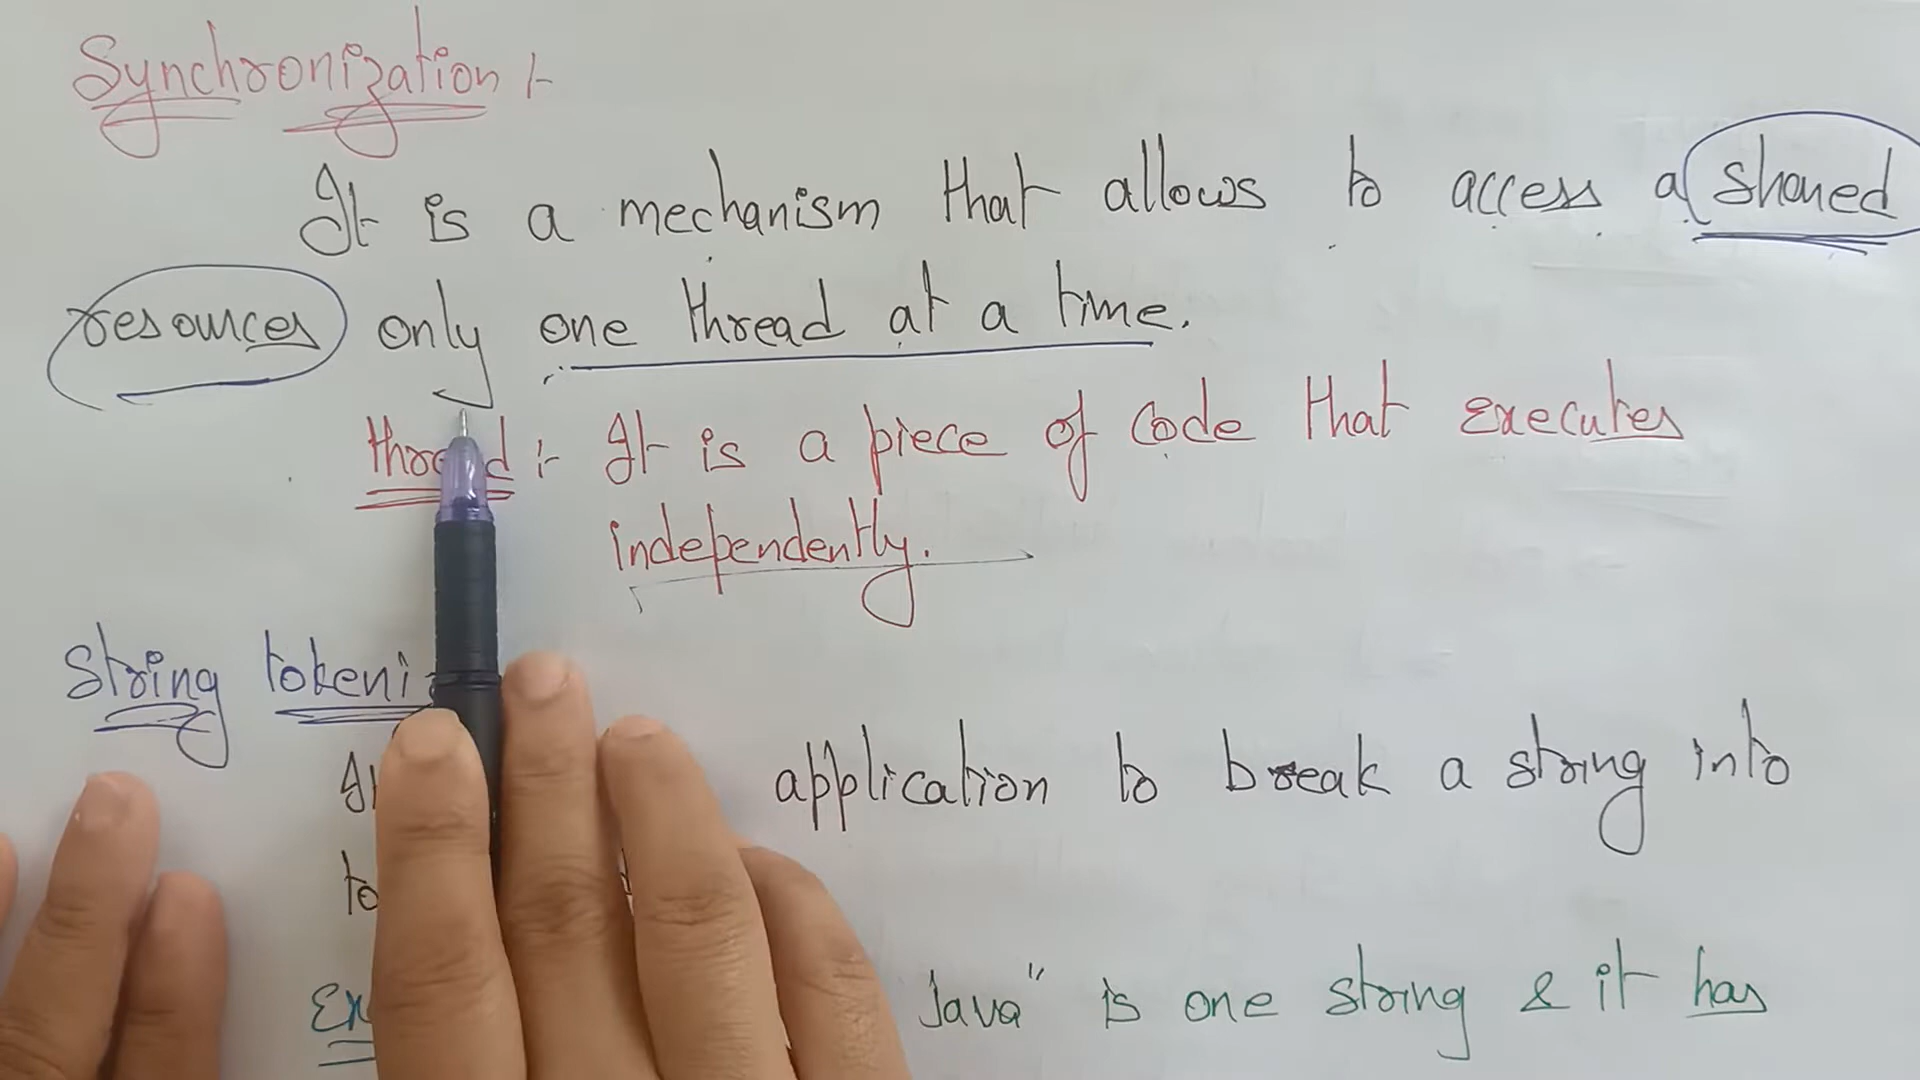 Synchronization :-
It is a mechanism that allows to access a shared
resources only one thread at a time.
thread :- It is a piece of code that executes
independently.
String
application to break a string into
Java" is one string & it has